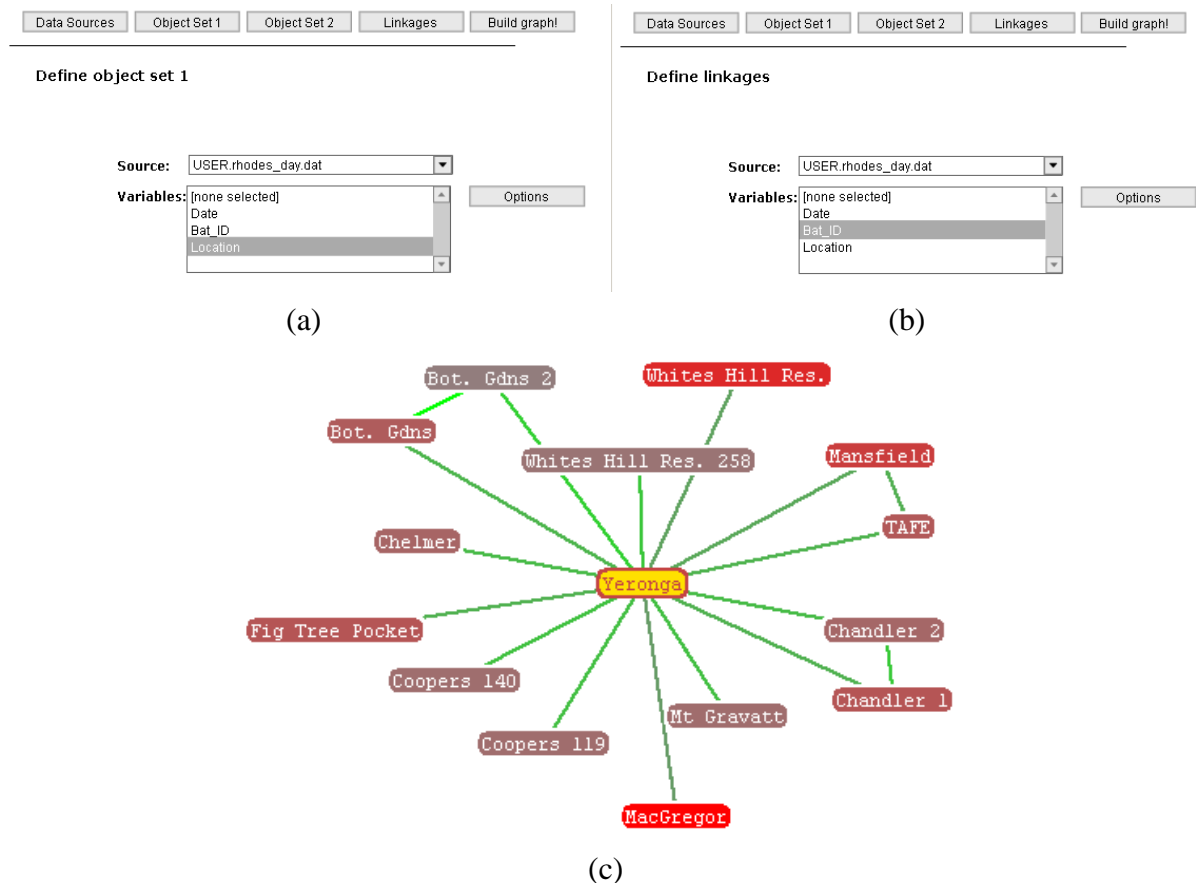 Data Sources Object Set 1 Object Set 2 Linkages Build graph!
Define object set 1
Source: USER.rhodes_day.dat
Variables: [none selected]
Date
Bat_ID
Location
Options
(a)
Data Sources Object Set 1 Object Set 2 Linkages Build graph!
Define linkages
Source: USER.rhodes_day.dat
Variables: [none selected]
Date
Bat_ID
Location
Options
(b)
Bot. Gdns 2
Whites Hill Res.
Bot. Gdns
Whites Hill Res. 258
Mansfield
TAFE
Chelmer
Yeronga
Fig Tree Pocket
Chandler 2
Coopers 140
Chandler 1
Mt Gravatt
Coopers 119
MacGregor
(c)